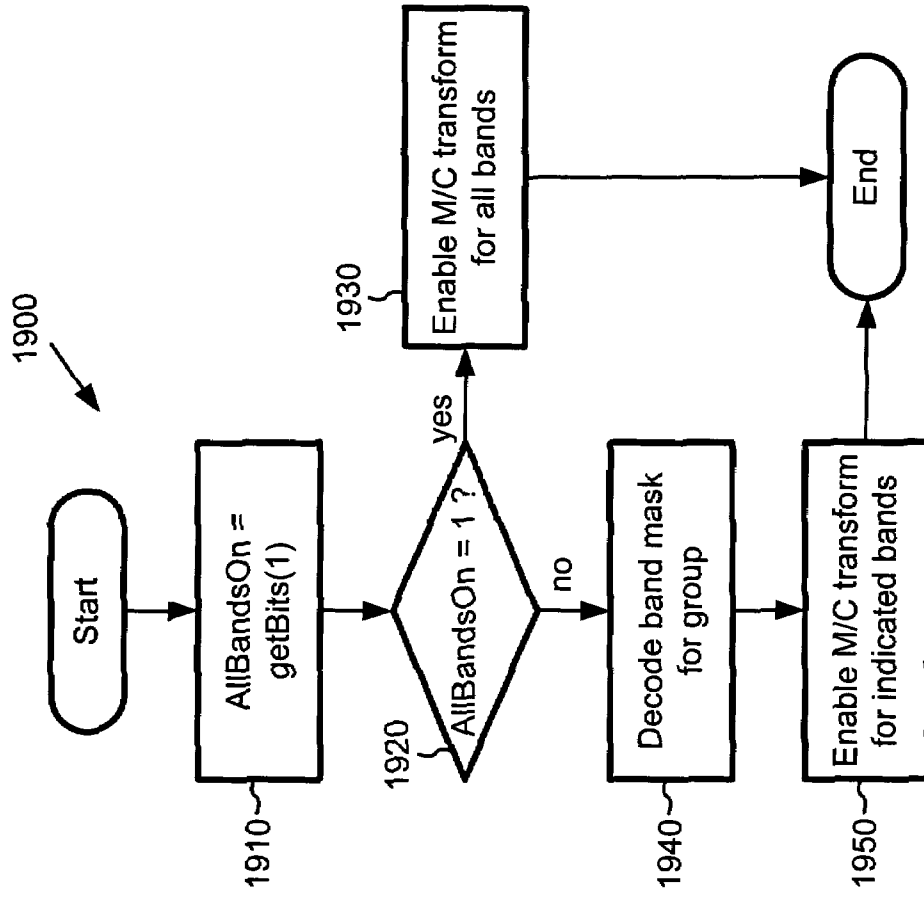 1900
Start
AllBandsOn =
getBits(1)
1910
AllBandsOn = 1 ?
1920
yes
no
Enable M/C transform
for all bands
1930
Decode band mask
for group
1940
Enable M/C transform
for indicated bands
1950
End